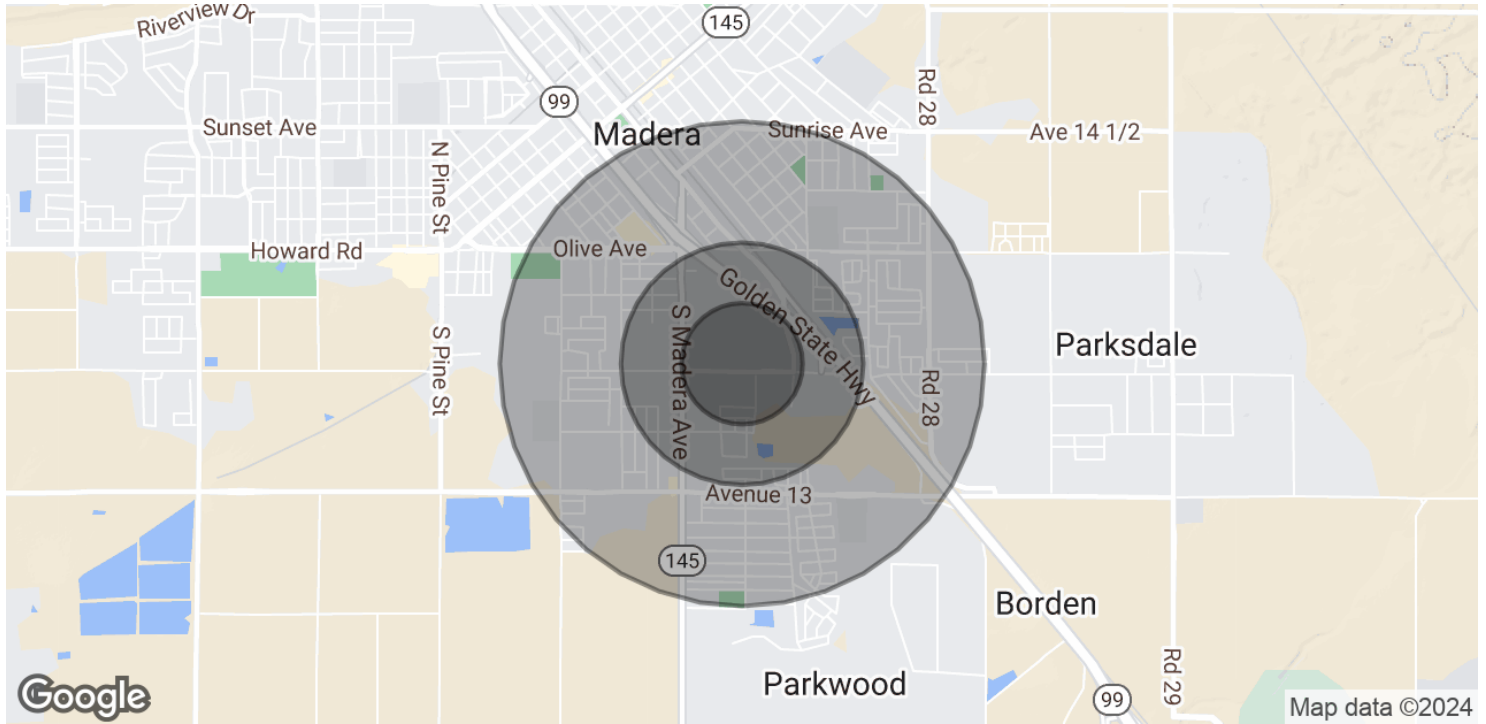 Riverview Dr
145
99
Rd 28
Sunset Ave
Madera
Sunrise Ave
Ave 14 1/2
N Pine St
Howard Rd
Olive Ave
Golden State Hwy
S Madera Ave
S Pine St
Parksdale
Rd 28
Avenue 13
145
Borden
Parkwood
Rd 29
99
Google
Map data ©2024